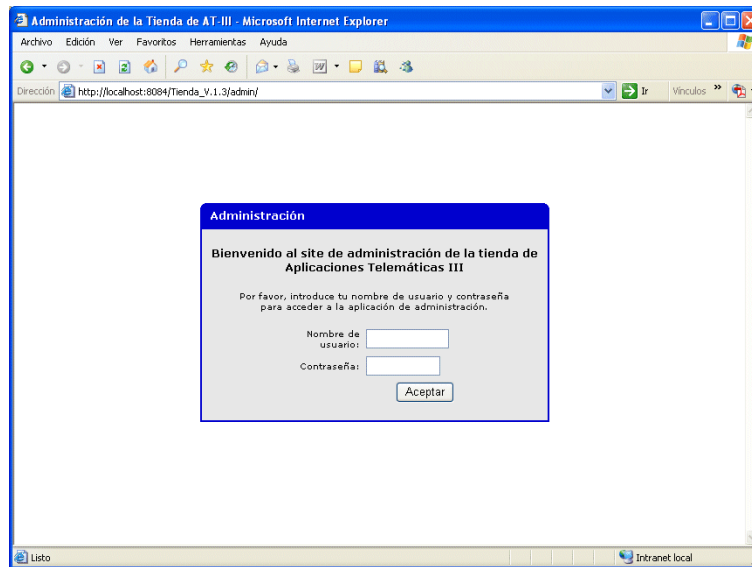 Administración de la Tienda de AT-III - Microsoft Internet Explorer
Archivo Edición Ver Favoritos Herramientas Ayuda
Dirección http://localhost:8084/Tienda_V.1.3/admin/ Ir Vínculos »
Administración
Bienvenido al site de administración de la tienda de
Aplicaciones Telemáticas III
Por favor, introduce tu nombre de usuario y contraseña
para acceder a la aplicación de administración.
Nombre de
usuario:
Contraseña:
Aceptar
Listo Intranet local